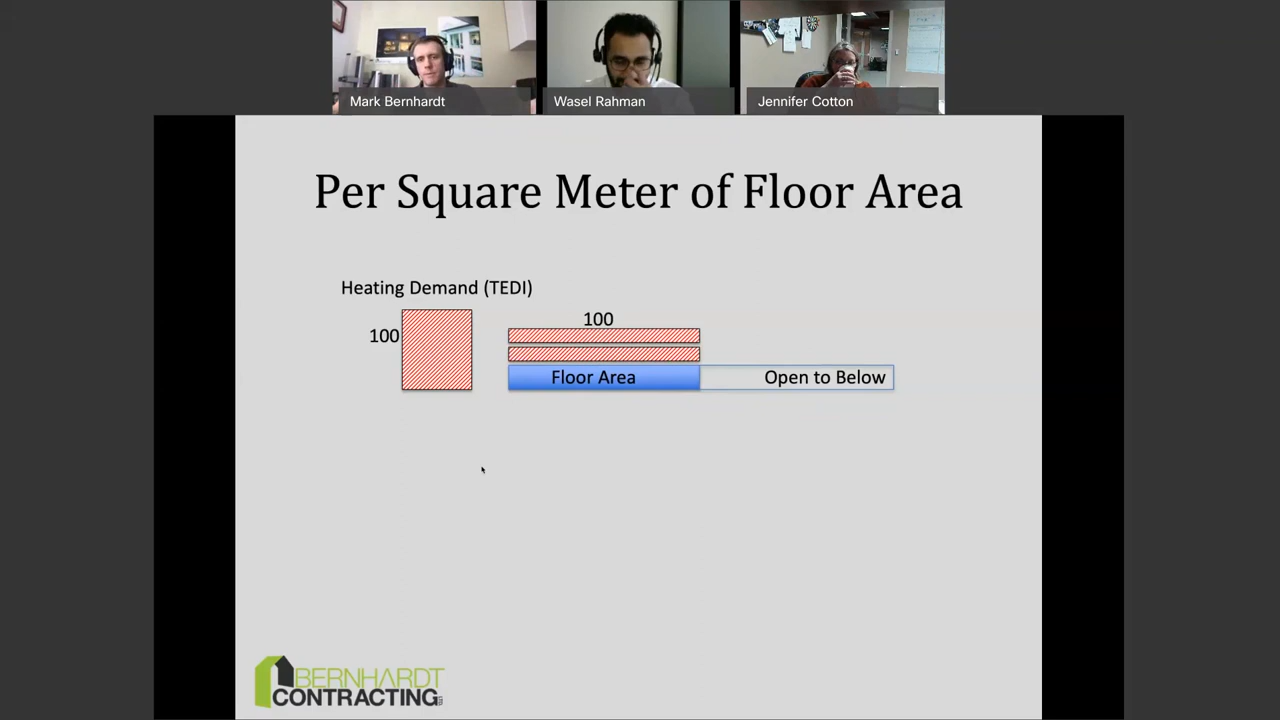 Mark Bernhardt
Wasel Rahman
Jennifer Cotton
Per Square Meter of Floor Area
Heating Demand (TEDI)
100
100
Floor Area
Open to Below
BERNHARDT
CONTRACTING